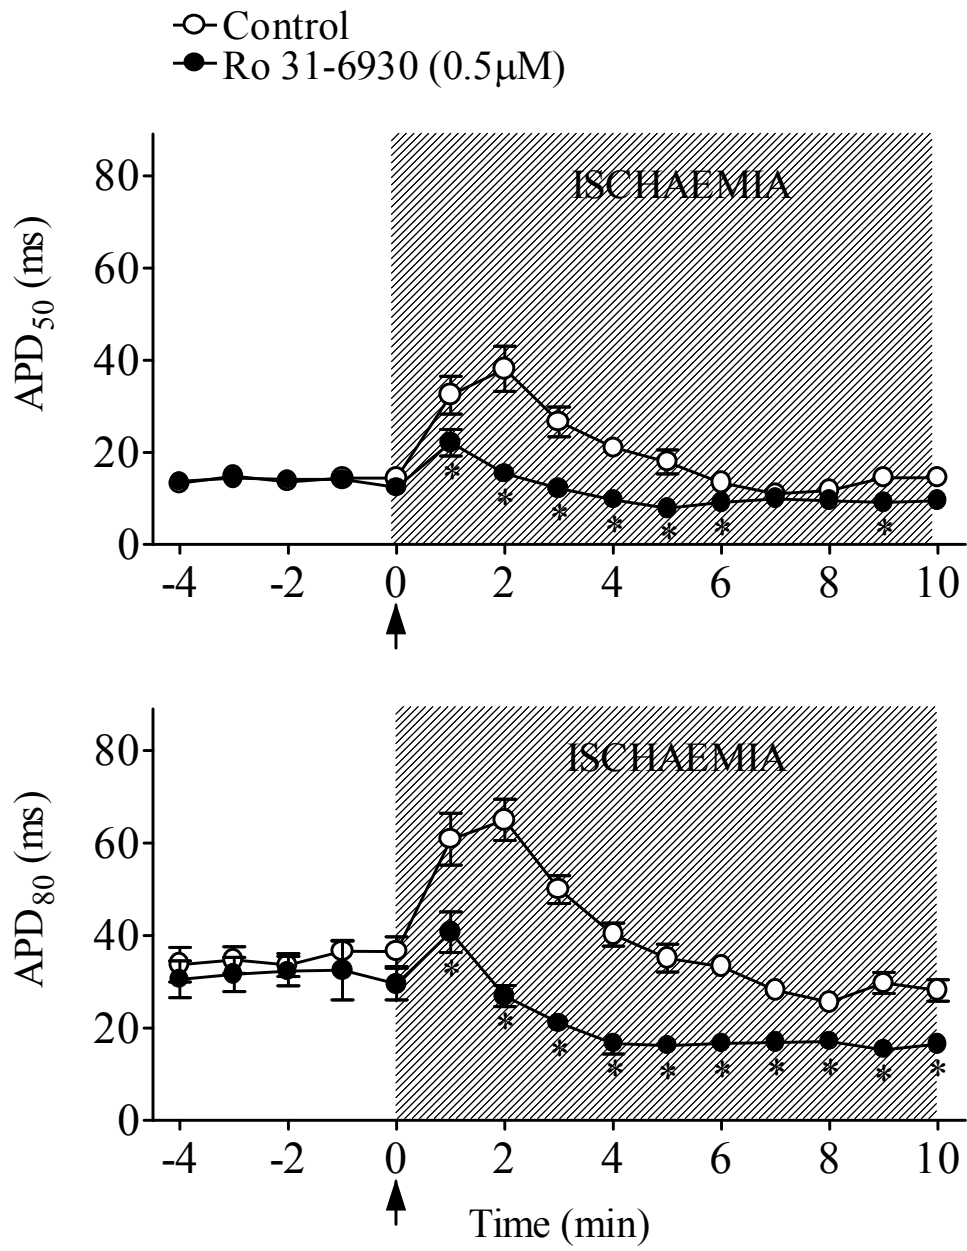 Control
Ro 31-6930 (0.5μM)
80
60
40
20
0
APD50 (ms)
ISCHAEMIA
* * * * * * *
-4 -2 0 2 4 6 8 10
80
60
40
20
0
APD80 (ms)
ISCHAEMIA
* * * * * * * * * *
-4 -2 0 2 4 6 8 10
Time (min)